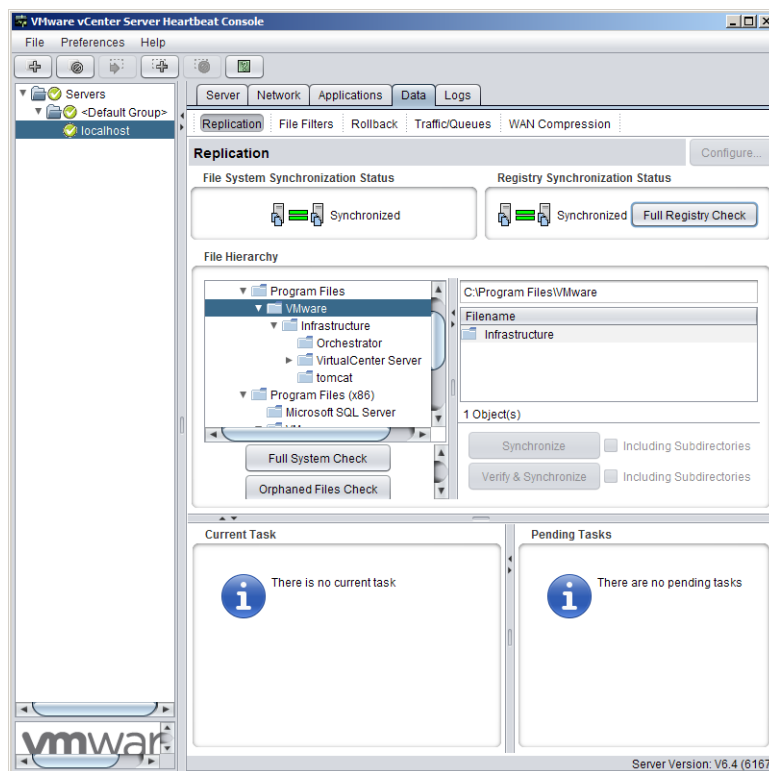 VMware vCenter Server Heartbeat Console
File Preferences Help
Servers
<Default Group>
localhost
Server Network Applications Data Logs
Replication File Filters Rollback Traffic/Queues WAN Compression
Replication Configure...
File System Synchronization Status Registry Synchronization Status
Synchronized Synchronized Full Registry Check
File Hierarchy
Program Files C:\Program Files\VMware
VMware Filename
Infrastructure Infrastructure
Orchestrator
VirtualCenter Server
tomcat
Program Files (x86)
Microsoft SQL Server
1 Object(s)
Full System Check Synchronize Including Subdirectories
Orphaned Files Check Verify & Synchronize Including Subdirectories
Current Task Pending Tasks
There is no current task There are no pending tasks
vmwar
Server Version: V6.4 (6167